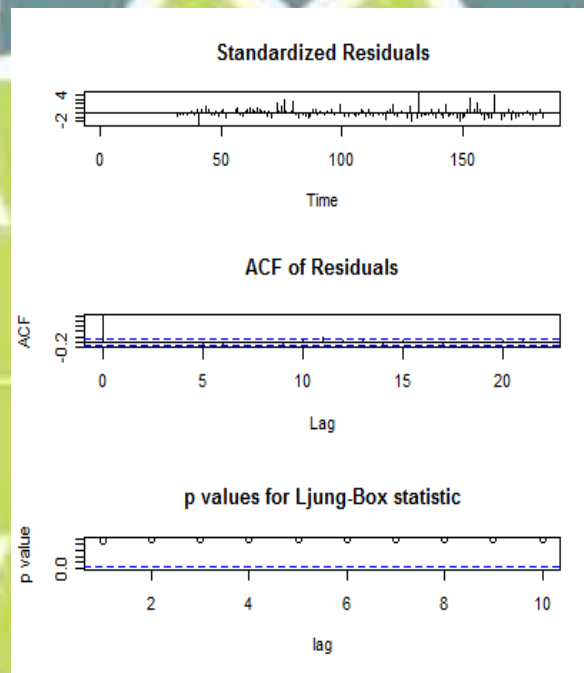 Standardized Residuals
4
-2
0 50 100 150
Time
ACF of Residuals
ACF
-0.2
0 5 10 15 20
Lag
p values for Ljung-Box statistic
p value
0.0
2 4 6 8 10
lag